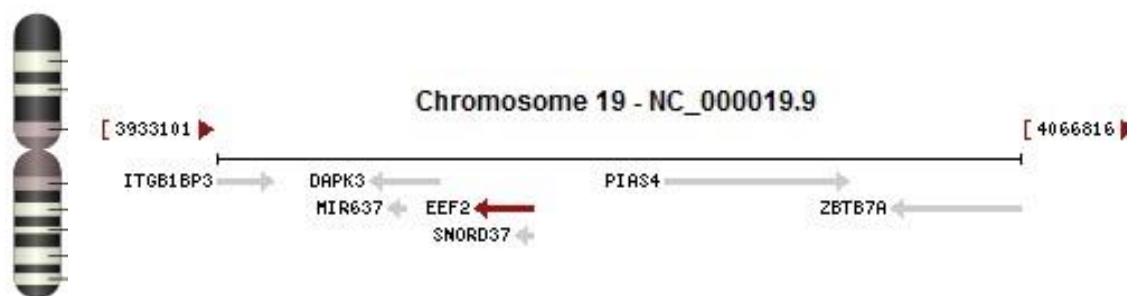 Chromosome 19 - NC_000019.9
[ 3933101 [ 4066816
ITGB1BP3 DAPK3 PIAS4
MIR637 EEF2 ZBTB7A
SNORD37